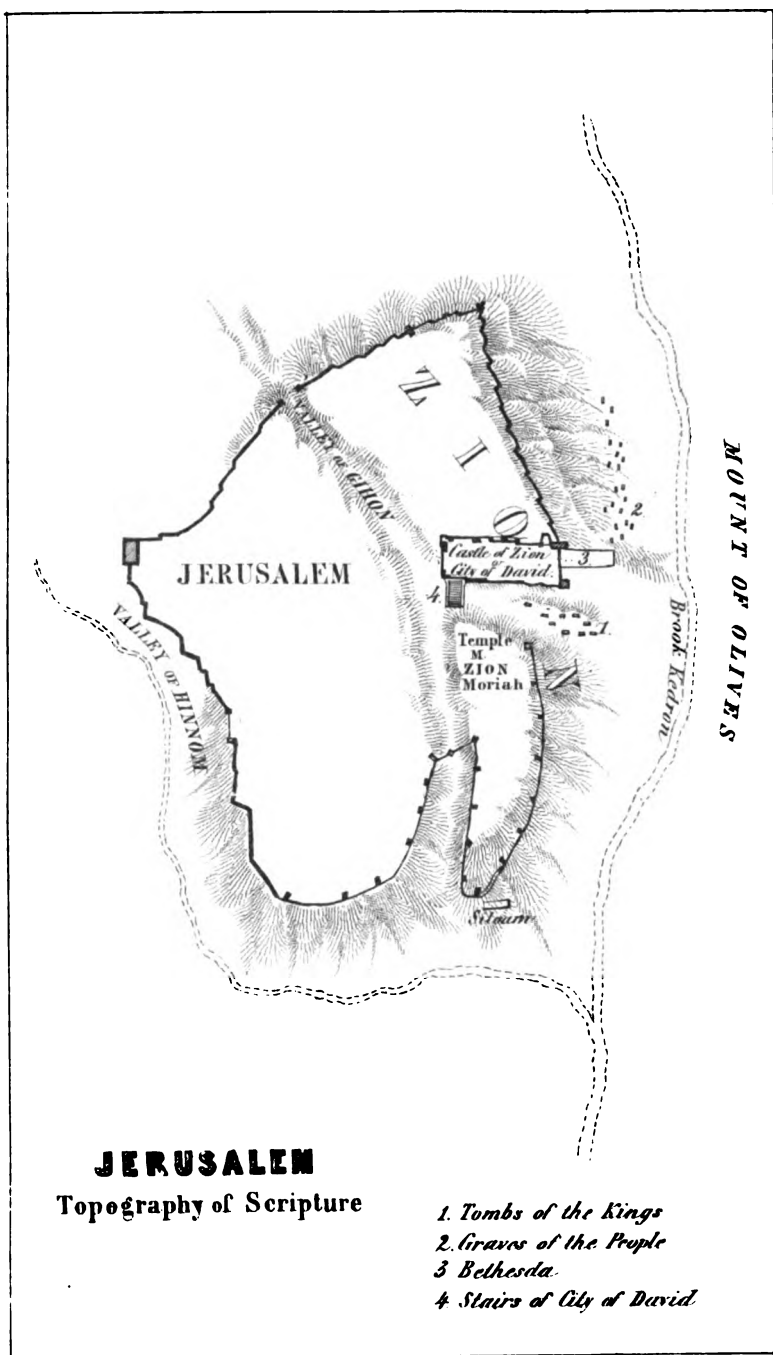 ZION
VALLEY OF GIHON
MOUNT OF OLIVES
2
Castle of Zion
or
City of David.
3
JERUSALEM
4.
1.
VALLEY OF HINNOM
Temple
M.
ZION
Moriah
Brook Kedron
Siloam
JERUSALEM
Topography of Scripture
1. Tombs of the Kings
2. Graves of the People
3 Bethesda.
4 Stairs of City of David